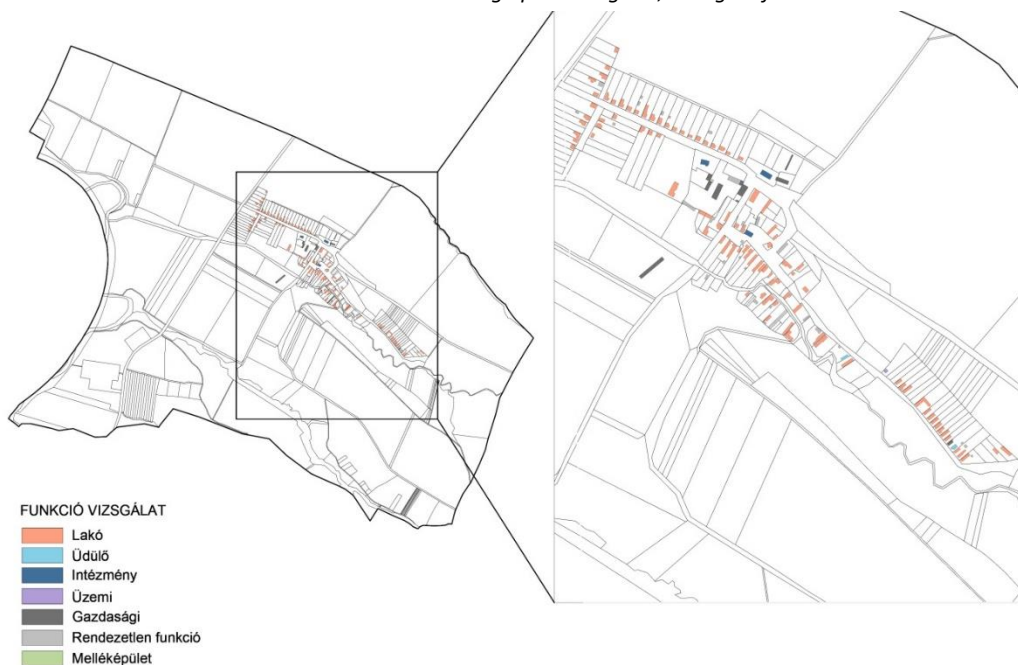 FUNKCIÓ VIZSGÁLAT
Lakó
Üdülő
Intézmény
Üzemi
Gazdasági
Rendezetlen funkció
Melléképület